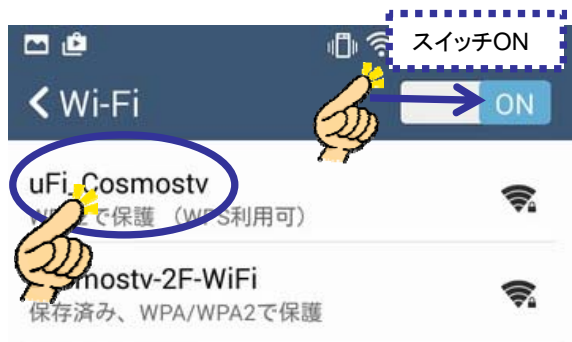 スイッチON
Wi-Fi
ON
uFi_Cosmostv
で保護 （WPS利用可）
mostv-2F-WiFi
保存済み、WPA/WPA2で保護